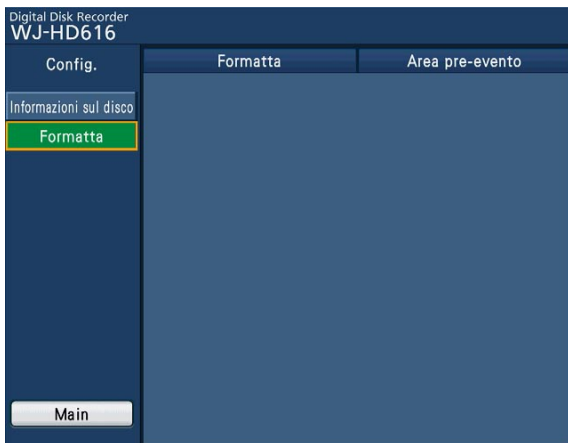 Digital Disk Recorder
WJ-HD616
Config.
Formatta
Area pre-evento
Informazioni sul disco
Formatta
Main